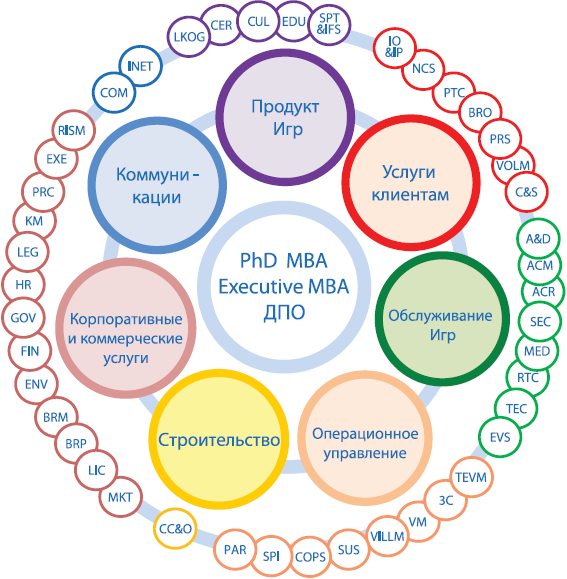 PhD MBA
Executive MBA
ДПО
Продукт
Игр
Услуги
клиентам
Обслуживание
Игр
Операционное
управление
Строительство
Корпоративные
и коммерческие
услуги
Коммуни-
кации
LKOG
CER
CUL
EDU
SPT
&IFS
IO
&IP
NCS
PTC
BRO
PRS
VOLM
C&S
A&D
ACM
ACR
SEC
MED
RTC
TEC
EVS
TEVM
3C
VM
VILLM
SUS
COPS
SPI
PAR
CC&O
MKT
LIC
BRP
BRM
ENV
FIN
GOV
HR
LEG
KM
PRC
EXE
RISM
COM
INET